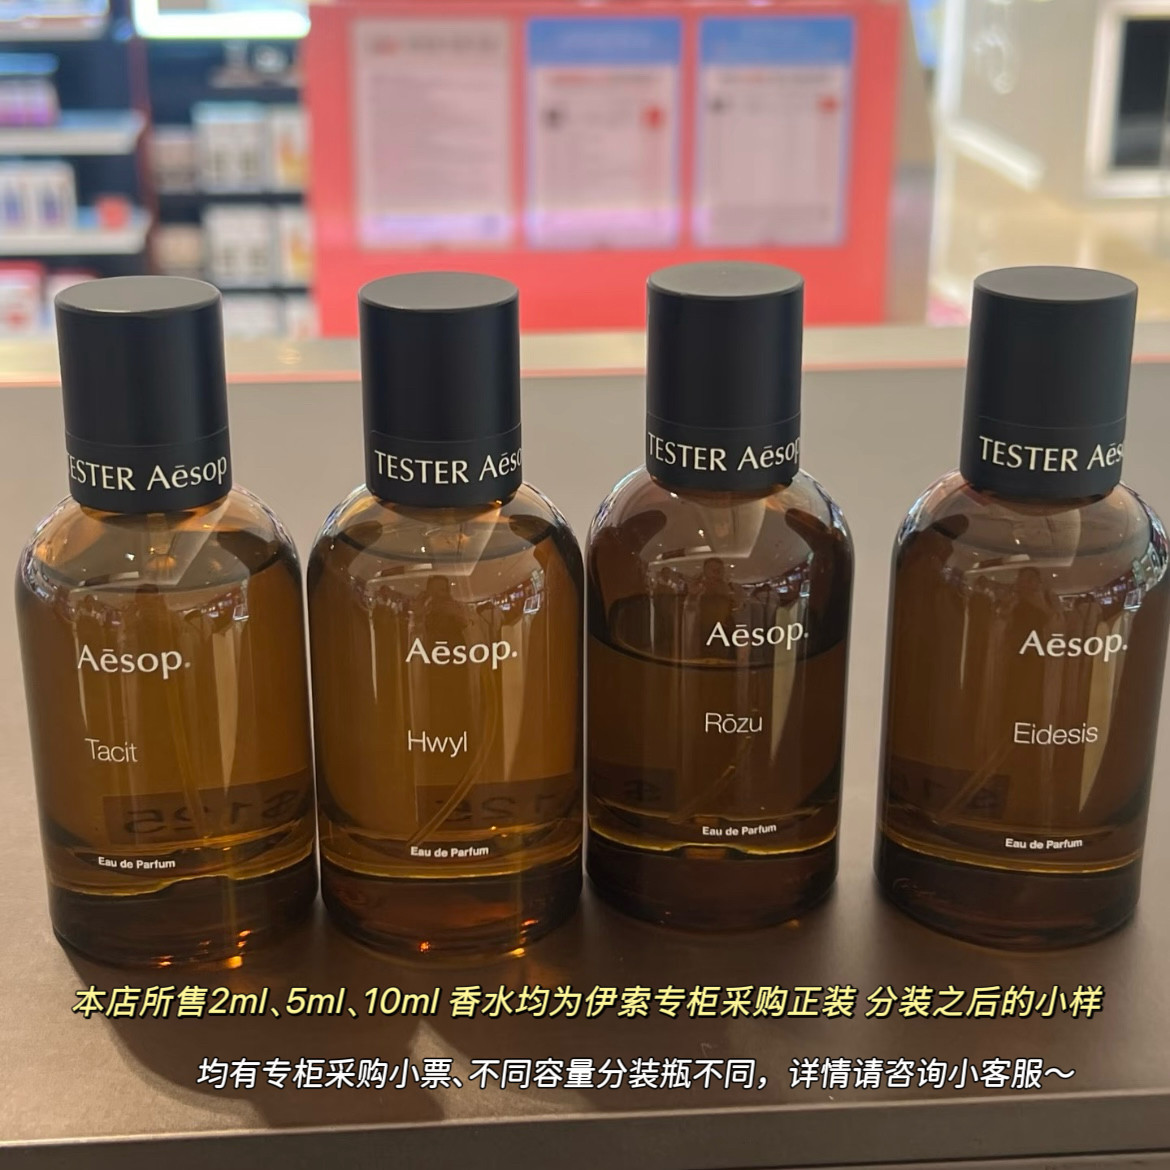 TESTER Aēsop
TESTER Aēso
TESTER Aēsop
TESTER Aēs
Aēsop.
Tacit
Eau de Parfum
Aēsop.
Hwyl
Eau de Parfum
Aēsop.
Rōzu
Eau de Parfum
Aēsop.
Eidesis
Eau de Parfum
本店所售2ml、5ml、10ml 香水均为伊索专柜采购正装 分装之后的小样
均有专柜采购小票、不同容量分装瓶不同，详情请咨询小客服～